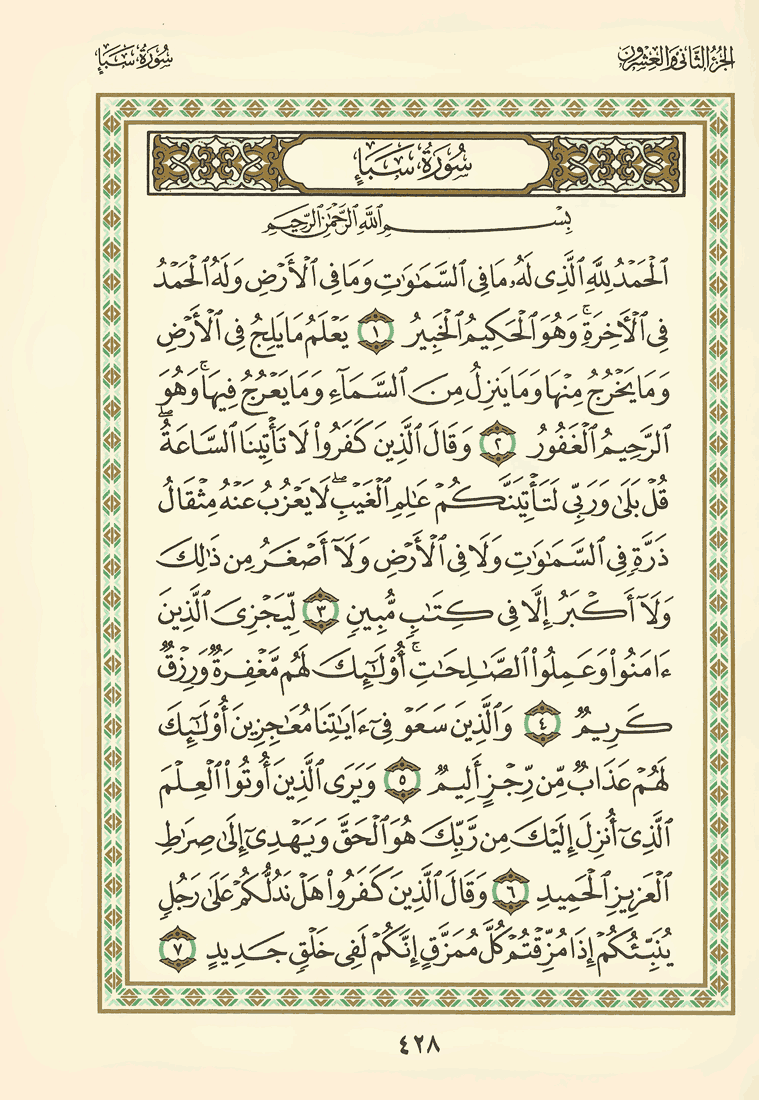 الجزء الثاني والعشرون
سُورَةُ سَبَإٍ
سُورَةُ سَبَإٍ
بِسْمِ ٱللَّهِ ٱلرَّحْمَٰنِ ٱلرَّحِيمِ
ٱلْحَمْدُ لِلَّهِ ٱلَّذِى لَهُۥ مَا فِى ٱلسَّمَٰوَٰتِ وَمَا فِى ٱلْأَرْضِ وَلَهُ ٱلْحَمْدُ
فِى ٱلْأَخِرَةِ ۚ وَهُوَ ٱلْحَكِيمُ ٱلْخَبِيرُ ١ يَعْلَمُ مَا يَلِجُ فِى ٱلْأَرْضِ
وَمَا يَخْرُجُ مِنْهَا وَمَا يَنزِلُ مِنَ ٱلسَّمَآءِ وَمَا يَعْرُجُ فِيهَا ۚ وَهُوَ
ٱلرَّحِيمُ ٱلْغَفُورُ ٢ وَقَالَ ٱلَّذِينَ كَفَرُوا۟ لَا تَأْتِينَا ٱلسَّاعَةُ ۖ
قُلْ بَلَىٰ وَرَبِّى لَتَأْتِيَنَّكُمْ عَٰلِمِ ٱلْغَيْبِ ۖ لَا يَعْزُبُ عَنْهُ مِثْقَالُ
ذَرَّةٍ فِى ٱلسَّمَٰوَٰتِ وَلَا فِى ٱلْأَرْضِ وَلَآ أَصْغَرُ مِن ذَٰلِكَ
وَلَآ أَكْبَرُ إِلَّا فِى كِتَٰبٍ مُّبِينٍ ٣ لِّيَجْزِىَ ٱلَّذِينَ
ءَامَنُوا۟ وَعَمِلُوا۟ ٱلصَّٰلِحَٰتِ ۚ أُو۟لَٰٓئِكَ لَهُم مَّغْفِرَةٌ وَرِزْقٌ
كَرِيمٌ ٤ وَٱلَّذِينَ سَعَوْ فِىٓ ءَايَٰتِنَا مُعَٰجِزِينَ أُو۟لَٰٓئِكَ
لَهُمْ عَذَابٌ مِّن رِّجْزٍ أَلِيمٌ ٥ وَيَرَى ٱلَّذِينَ أُوتُوا۟ ٱلْعِلْمَ
ٱلَّذِىٓ أُنزِلَ إِلَيْكَ مِن رَّبِّكَ هُوَ ٱلْحَقَّ وَيَهْدِىٓ إِلَىٰ صِرَٰطِ
ٱلْعَزِيزِ ٱلْحَمِيدِ ٦ وَقَالَ ٱلَّذِينَ كَفَرُوا۟ هَلْ نَدُلُّكُمْ عَلَىٰ رَجُلٍ
يُنَبِّئُكُمْ إِذَا مُزِّقْتُمْ كُلَّ مُمَزَّقٍ إِنَّكُمْ لَفِى خَلْقٍ جَدِيدٍ ٧
٤٢٨